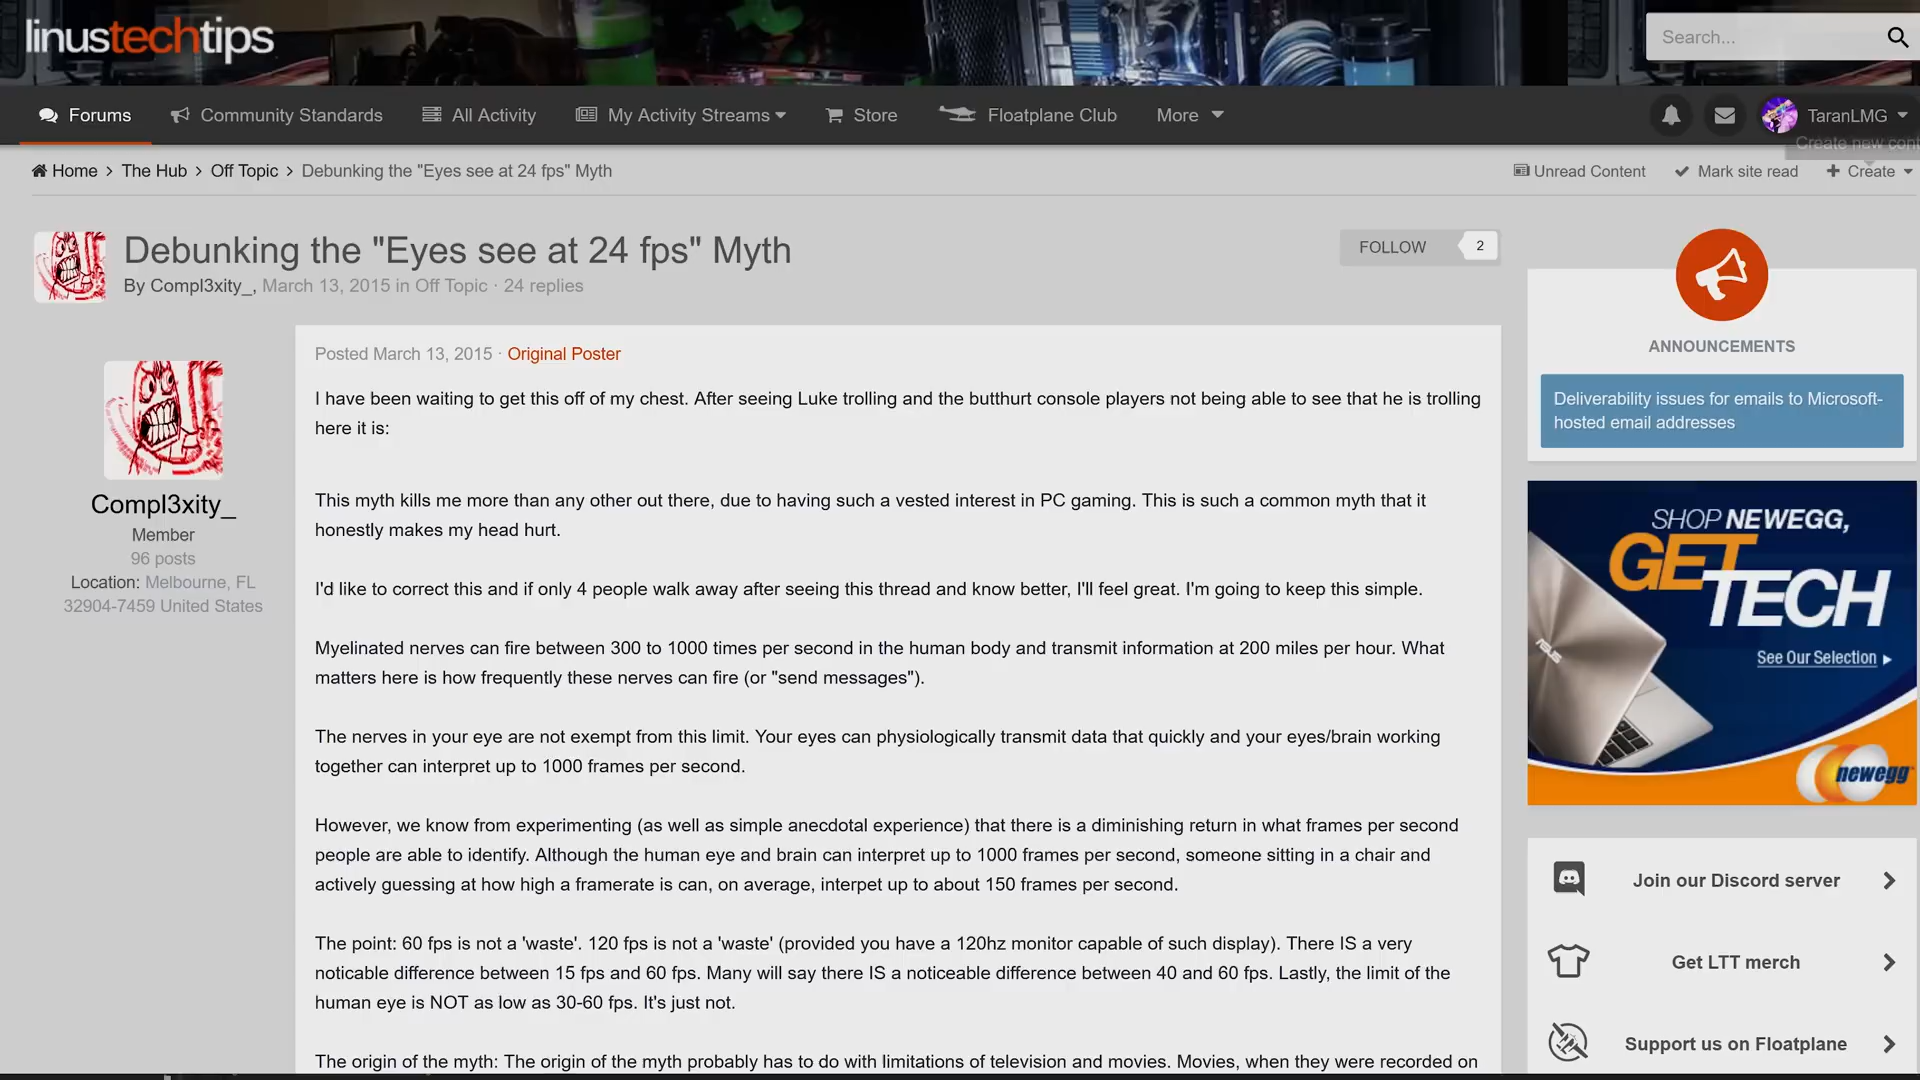 linustechtips
Search...
Forums
Community Standards
All Activity
My Activity Streams
Store
Floatplane Club
More
TaranLMG
Create new cont
Home > The Hub > Off Topic > Debunking the "Eyes see at 24 fps" Myth
Unread Content
Mark site read
+ Create
Debunking the "Eyes see at 24 fps" Myth
By Compl3xity_, March 13, 2015 in Off Topic · 24 replies
FOLLOW
2
Compl3xity_
Member
96 posts
Location: Melbourne, FL
32904-7459 United States
Posted March 13, 2015 · Original Poster
I have been waiting to get this off of my chest. After seeing Luke trolling and the butthurt console players not being able to see that he is trolling
here it is:
This myth kills me more than any other out there, due to having such a vested interest in PC gaming. This is such a common myth that it
honestly makes my head hurt.
I'd like to correct this and if only 4 people walk away after seeing this thread and know better, I'll feel great. I'm going to keep this simple.
Myelinated nerves can fire between 300 to 1000 times per second in the human body and transmit information at 200 miles per hour. What
matters here is how frequently these nerves can fire (or "send messages").
The nerves in your eye are not exempt from this limit. Your eyes can physiologically transmit data that quickly and your eyes/brain working
together can interpret up to 1000 frames per second.
However, we know from experimenting (as well as simple anecdotal experience) that there is a diminishing return in what frames per second
people are able to identify. Although the human eye and brain can interpret up to 1000 frames per second, someone sitting in a chair and
actively guessing at how high a framerate is can, on average, interpet up to about 150 frames per second.
The point: 60 fps is not a 'waste'. 120 fps is not a 'waste' (provided you have a 120hz monitor capable of such display). There IS a very
noticable difference between 15 fps and 60 fps. Many will say there IS a noticeable difference between 40 and 60 fps. Lastly, the limit of the
human eye is NOT as low as 30-60 fps. It's just not.
The origin of the myth: The origin of the myth probably has to do with limitations of television and movies. Movies, when they were recorded on
ANNOUNCEMENTS
Deliverability issues for emails to Microsoft-
hosted email addresses
SHOP NEWEGG,
GET
TECH
See Our Selection
ASUS
newegg
Join our Discord server
Get LTT merch
Support us on Floatplane